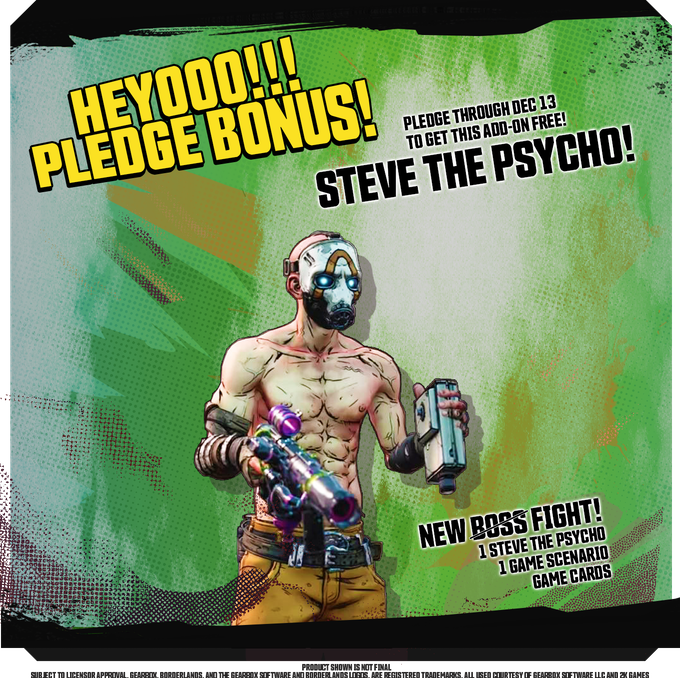 HEYOOO!!!
PLEDGE BONUS!
PLEDGE THROUGH DEC 13
TO GET THIS ADD-ON FREE!
STEVE THE PSYCHO!
NEW BOSS FIGHT!
1 STEVE THE PSYCHO
1 GAME SCENARIO
GAME CARDS
PRODUCT SHOWN IS NOT FINAL
SUBJECT TO LICENSOR APPROVAL. GEARBOX, BORDERLANDS, AND THE GEARBOX SOFTWARE AND BORDERLANDS LOGOS, ARE REGISTERED TRADEMARKS, ALL USED COURTESY OF GEARBOX SOFTWARE LLC AND 2K GAMES